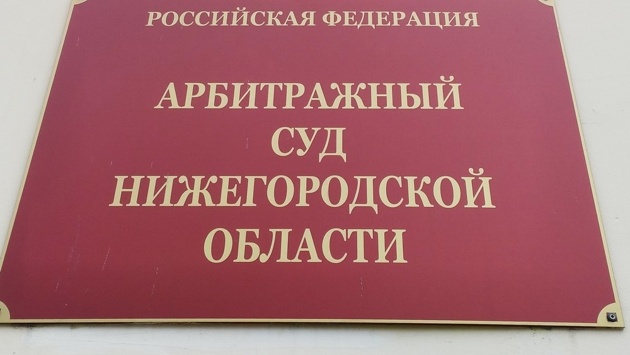 РОССИЙСКАЯ ФЕДЕРАЦИЯ
АРБИТРАЖНЫЙ
СУД
НИЖЕГОРОДСКОЙ
ОБЛАСТИ